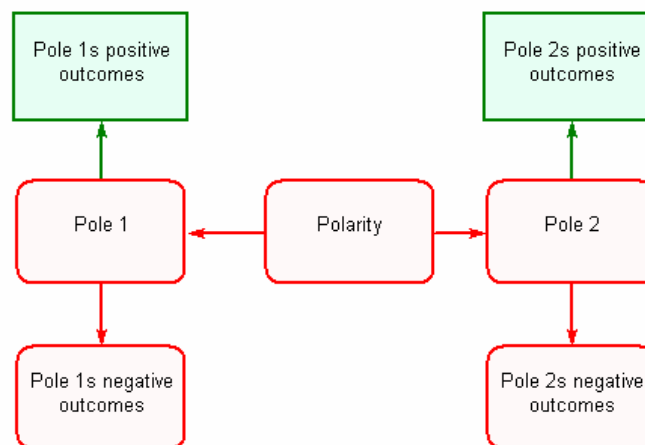 Pole 1s positive
outcomes
Pole 2s positive
outcomes
Pole 1
Polarity
Pole 2
Pole 1s negative
outcomes
Pole 2s negative
outcomes